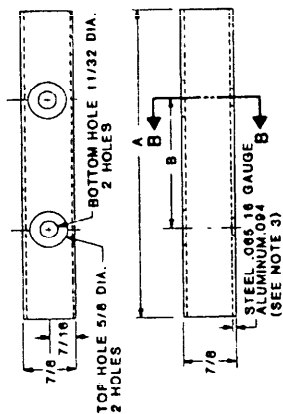 BOTTOM HOLE 11/32 DIA.
2 HOLES
7/8
7/16
TOP HOLE 5/8 DIA.
2 HOLES
A
B
B
B
7/8
STEEL .065 16 GAUGE
ALUMINUM .094
(SEE NOTE 3)